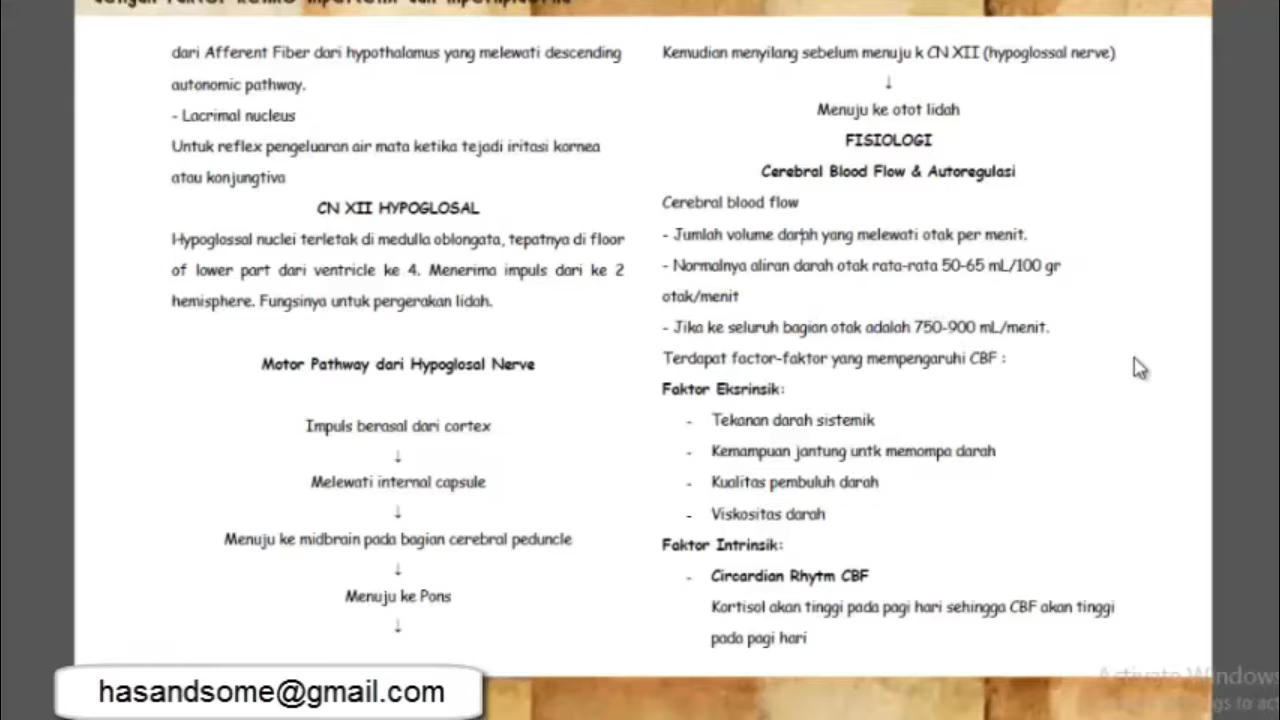 dengan Faktor Resiko Hipertensi dan Hiperlipidemia
dari Afferent Fiber dari hypothalamus yang melewati descending
autonomic pathway.
- Lacrimal nucleus
Untuk reflex pengeluaran air mata ketika tejadi iritasi kornea
atau konjungtiva
CN XII HYPOGLOSAL
Hypoglossal nuclei terletak di medulla oblongata, tepatnya di floor
of lower part dari ventricle ke 4. Menerima impuls dari ke 2
hemisphere. Fungsinya untuk pergerakan lidah.
Motor Pathway dari Hypoglosal Nerve
Impuls berasal dari cortex
↓
Melewati internal capsule
↓
Menuju ke midbrain pada bagian cerebral peduncle
↓
Menuju ke Pons
↓
Kemudian menyilang sebelum menuju k CN XII (hypoglossal nerve)
↓
Menuju ke otot lidah
FISIOLOGI
Cerebral Blood Flow & Autoregulasi
Cerebral blood flow
- Jumlah volume darah yang melewati otak per menit.
- Normalnya aliran darah otak rata-rata 50-65 mL/100 gr
otak/menit
- Jika ke seluruh bagian otak adalah 750-900 mL/menit.
Terdapat factor-faktor yang mempengaruhi CBF :
Faktor Eksrinsik:
- Tekanan darah sistemik
- Kemampuan jantung untk memompa darah
- Kualitas pembuluh darah
- Viskositas darah
Faktor Intrinsik:
- Circardian Rhytm CBF
Kortisol akan tinggi pada pagi hari sehingga CBF akan tinggi
pada pagi hari
hasandsome@gmail.com
Activate Windows